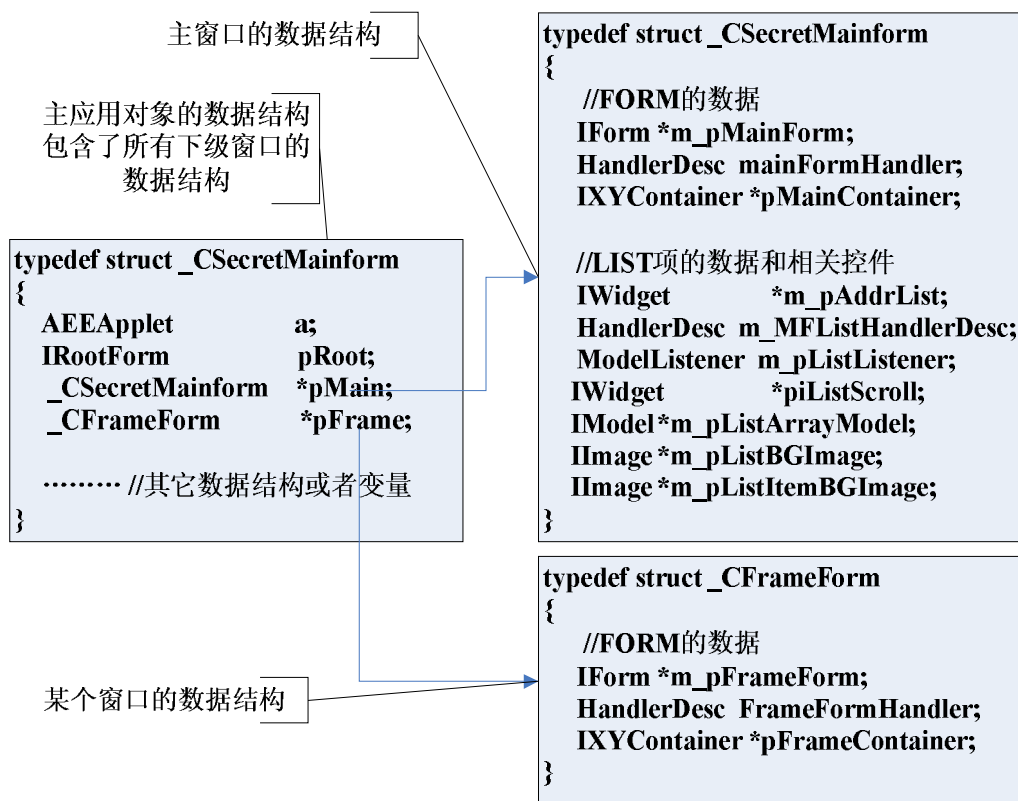 主窗口的数据结构
主应用对象的数据结构
包含了所有下级窗口的
数据结构
typedef struct _CSecretMainform
{
AEEApplet a;
IRootForm pRoot;
_CSecretMainform *pMain;
_CFrameForm *pFrame;
……… //其它数据结构或者变量
}
某个窗口的数据结构
typedef struct _CSecretMainform
{
//FORM的数据
IForm *m_pMainForm;
HandlerDesc mainFormHandler;
IXYContainer *pMainContainer;
//LIST项的数据和相关控件
IWidget *m_pAddrList;
HandlerDesc m_MFListHandlerDesc;
ModelListener m_pListListener;
IWidget *piListScroll;
IModel *m_pListArrayModel;
IImage *m_pListBGImage;
IImage *m_pListItemBGImage;
}
typedef struct _CFrameForm
{
//FORM的数据
IForm *m_pFrameForm;
HandlerDesc FrameFormHandler;
IXYContainer *pFrameContainer;
}